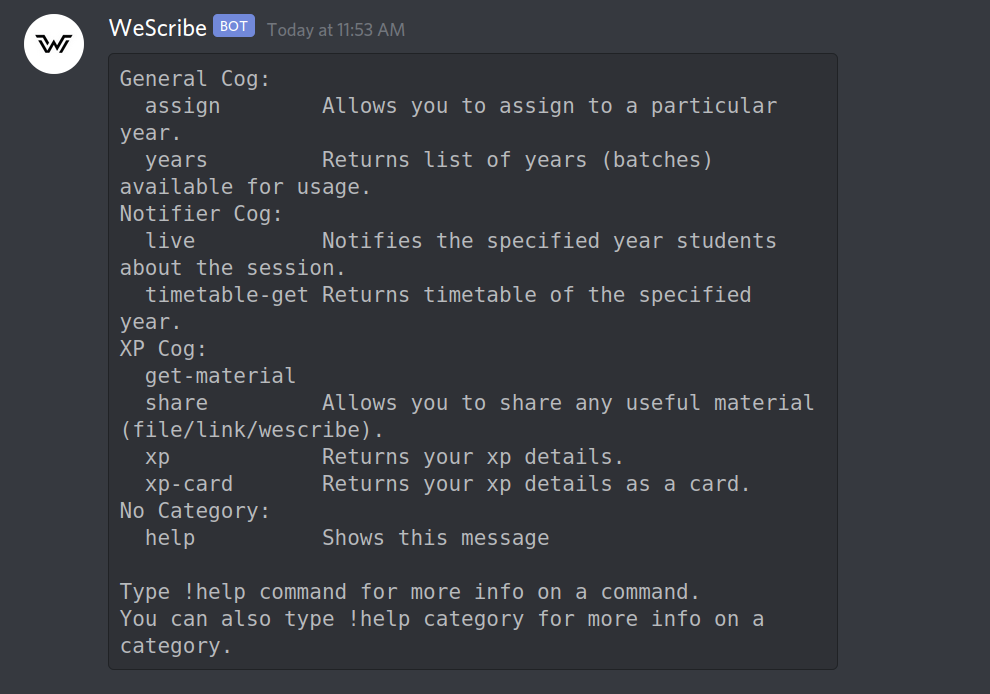 WeScribe BOT Today at 11:53 AM
General Cog:
  assign        Allows you to assign to a particular
year.
  years         Returns list of years (batches)
available for usage.
Notifier Cog:
  live          Notifies the specified year students
about the session.
  timetable-get Returns timetable of the specified
year.
XP Cog:
  get-material
  share         Allows you to share any useful material
(file/link/wescribe).
  xp            Returns your xp details.
  xp-card       Returns your xp details as a card.
No Category:
  help          Shows this message

Type !help command for more info on a command.
You can also type !help category for more info on a
category.